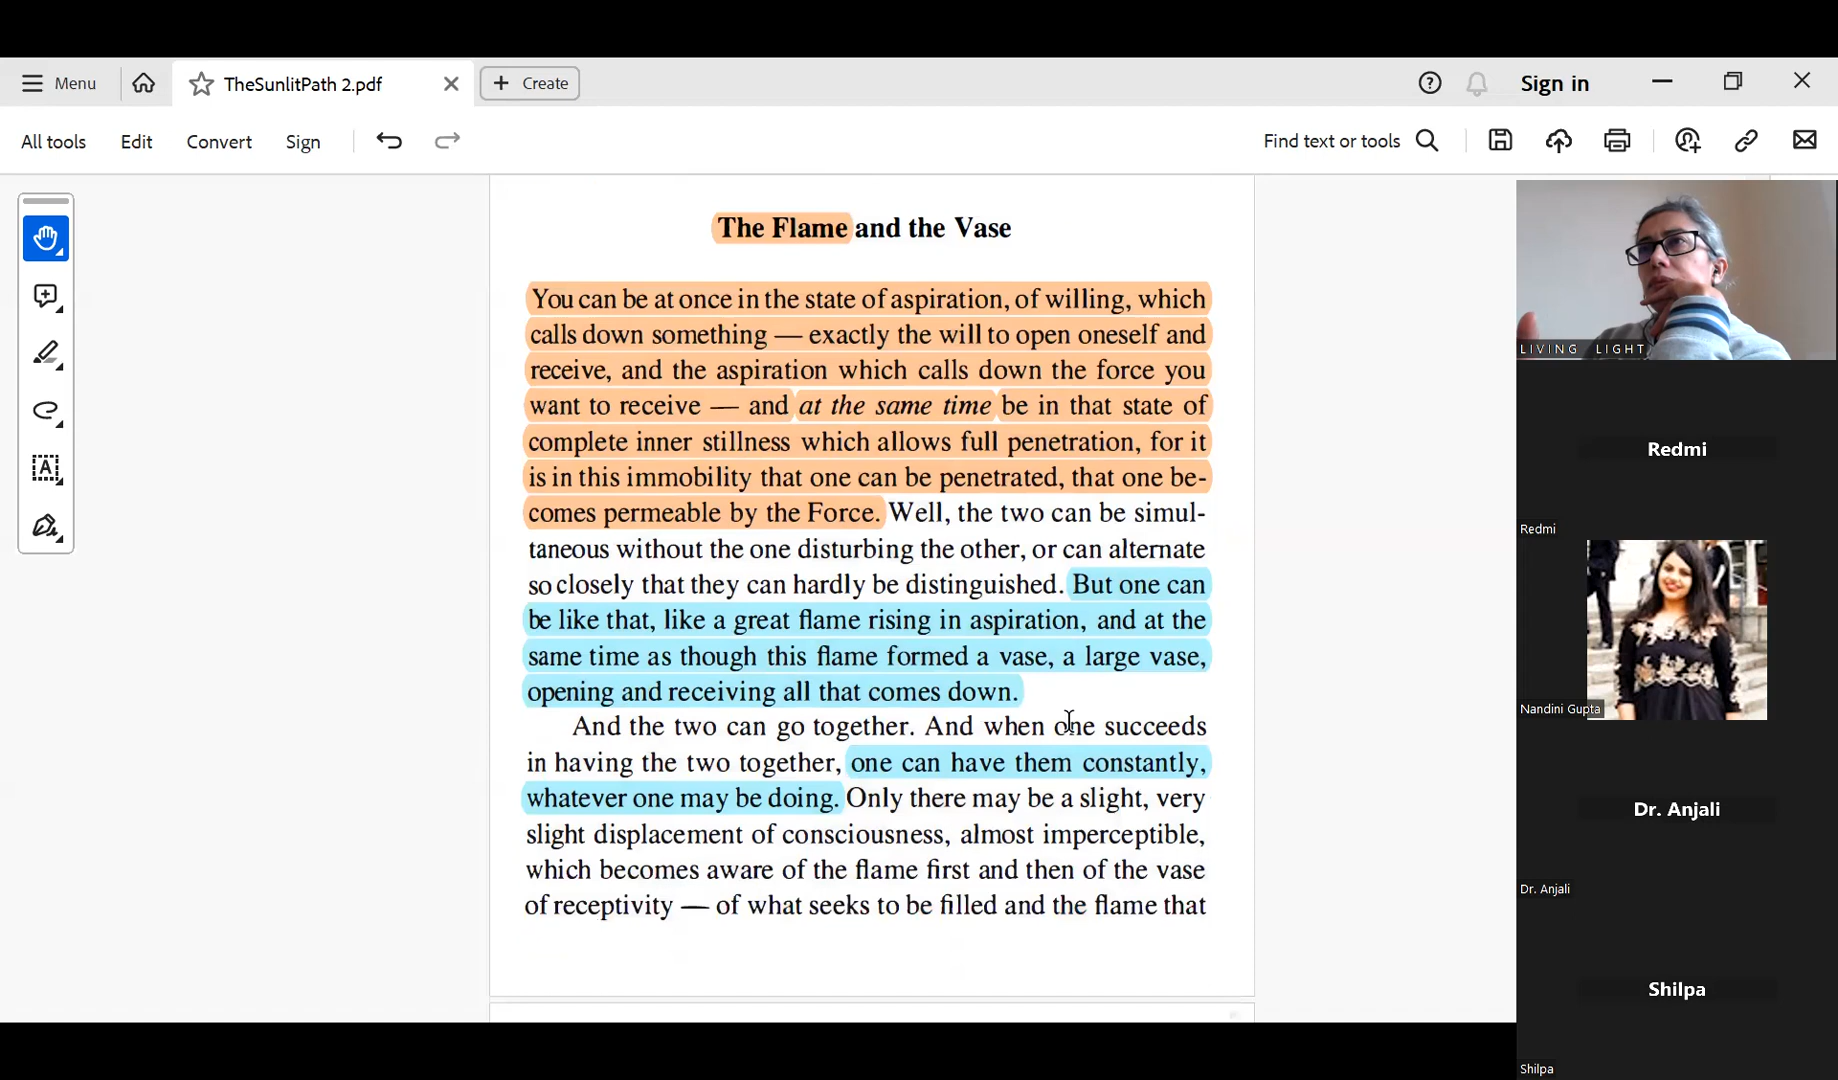 Menu
TheSunlitPath 2.pdf
Create
Sign in
All tools
Edit
Convert
Sign
Find text or tools
The Flame and the Vase
You can be at once in the state of aspiration, of willing, which
calls down something — exactly the will to open oneself and
receive, and the aspiration which calls down the force you
want to receive — and at the same time be in that state of
complete inner stillness which allows full penetration, for it
is in this immobility that one can be penetrated, that one be-
comes permeable by the Force. Well, the two can be simul-
taneous without the one disturbing the other, or can alternate
so closely that they can hardly be distinguished. But one can
be like that, like a great flame rising in aspiration, and at the
same time as though this flame formed a vase, a large vase,
opening and receiving all that comes down.
And the two can go together. And when one succeeds
in having the two together, one can have them constantly,
whatever one may be doing. Only there may be a slight, very
slight displacement of consciousness, almost imperceptible,
which becomes aware of the flame first and then of the vase
of receptivity — of what seeks to be filled and the flame that
LIVING LIGHT
Redmi
Redmi
Nandini Gupta
Dr. Anjali
Dr. Anjali
Shilpa
Shilpa